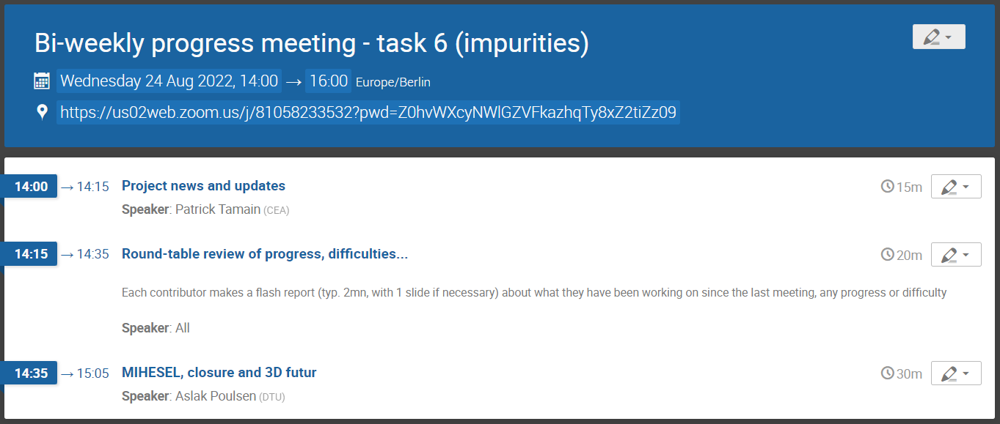 Bi-weekly progress meeting - task 6 (impurities)
Wednesday 24 Aug 2022, 14:00 → 16:00 Europe/Berlin
https://us02web.zoom.us/j/81058233532?pwd=Z0hvWXcyNWlGZVFkazhqTy8xZ2tiZz09
14:00 → 14:15 Project news and updates 15m
Speaker: Patrick Tamain (CEA)
14:15 → 14:35 Round-table review of progress, difficulties... 20m
Each contributor makes a flash report (typ. 2mn, with 1 slide if necessary) about what they have been working on since the last meeting, any progress or difficulty
Speaker: All
14:35 → 15:05 MIHESEL, closure and 3D futur 30m
Speaker: Aslak Poulsen (DTU)